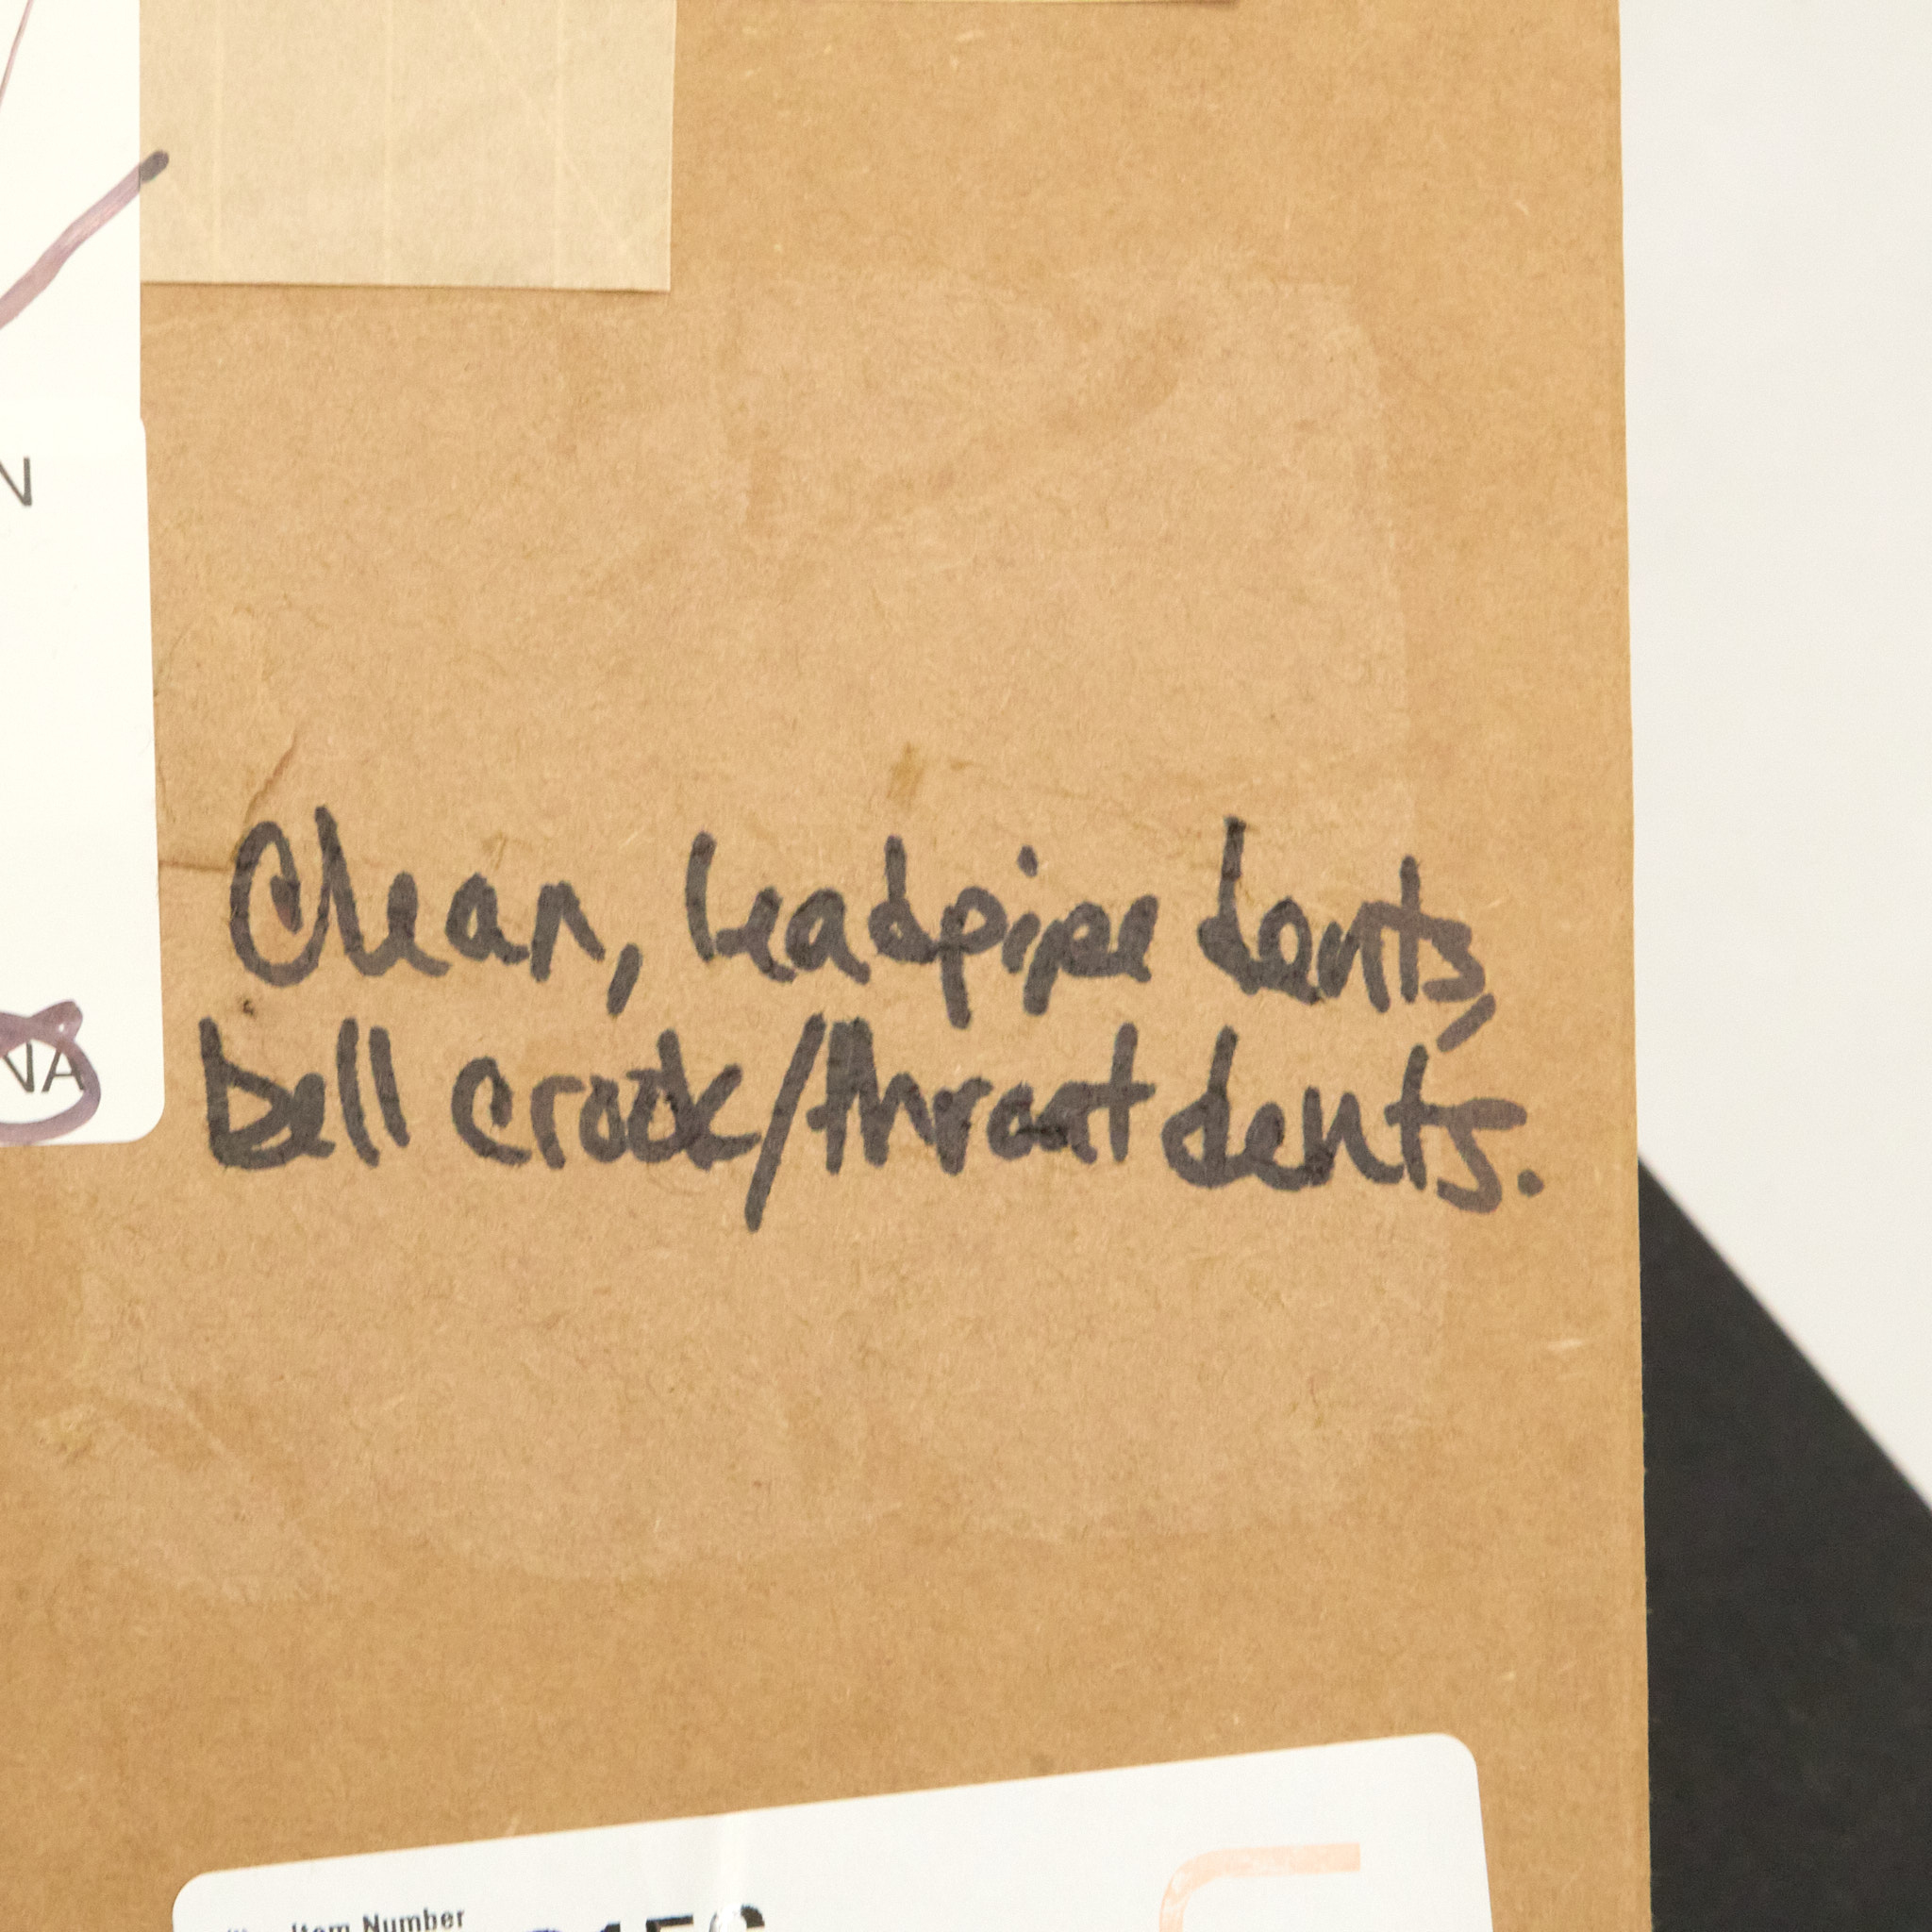 N
Clean, leadpipe dents,
NA
bell crook/throat dents.
Item Number